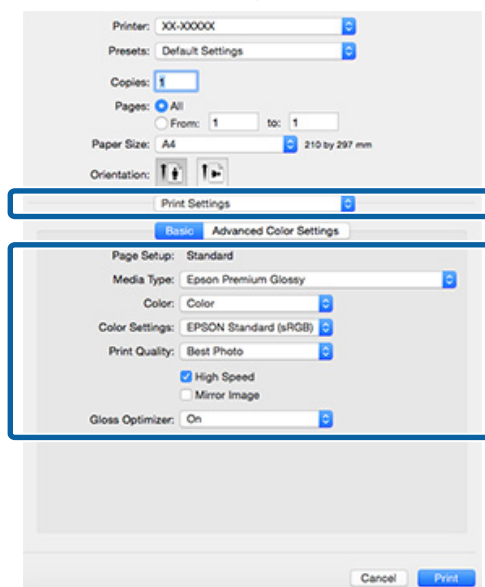 Printer: XX-XXXXX
Presets: Default Settings
Copies: 1
Pages: All
From: 1 to: 1
Paper Size: A4 210 by 297 mm
Orientation:
Print Settings
Basic Advanced Color Settings
Page Setup: Standard
Media Type: Epson Premium Glossy
Color: Color
Color Settings: EPSON Standard (sRGB)
Print Quality: Best Photo
High Speed
Mirror Image
Gloss Optimizer: On
Cancel Print